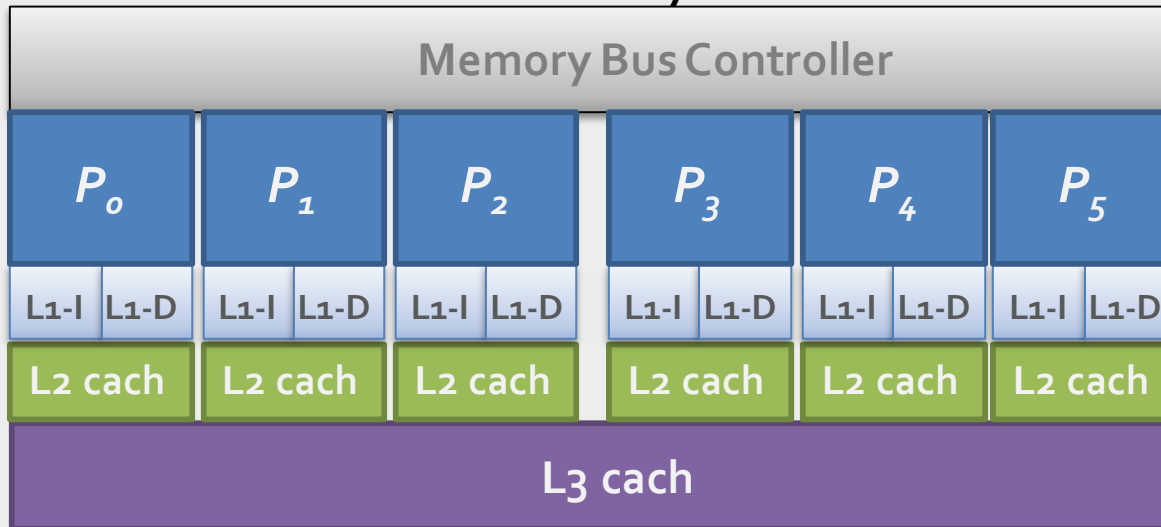 Memory Bus Controller
P₀ P₁ P₂ P₃ P₄ P₅
L1-I L1-D L1-I L1-D L1-I L1-D L1-I L1-D L1-I L1-D L1-I L1-D
L2 cach L2 cach L2 cach L2 cach L2 cach L2 cach
L3 cach